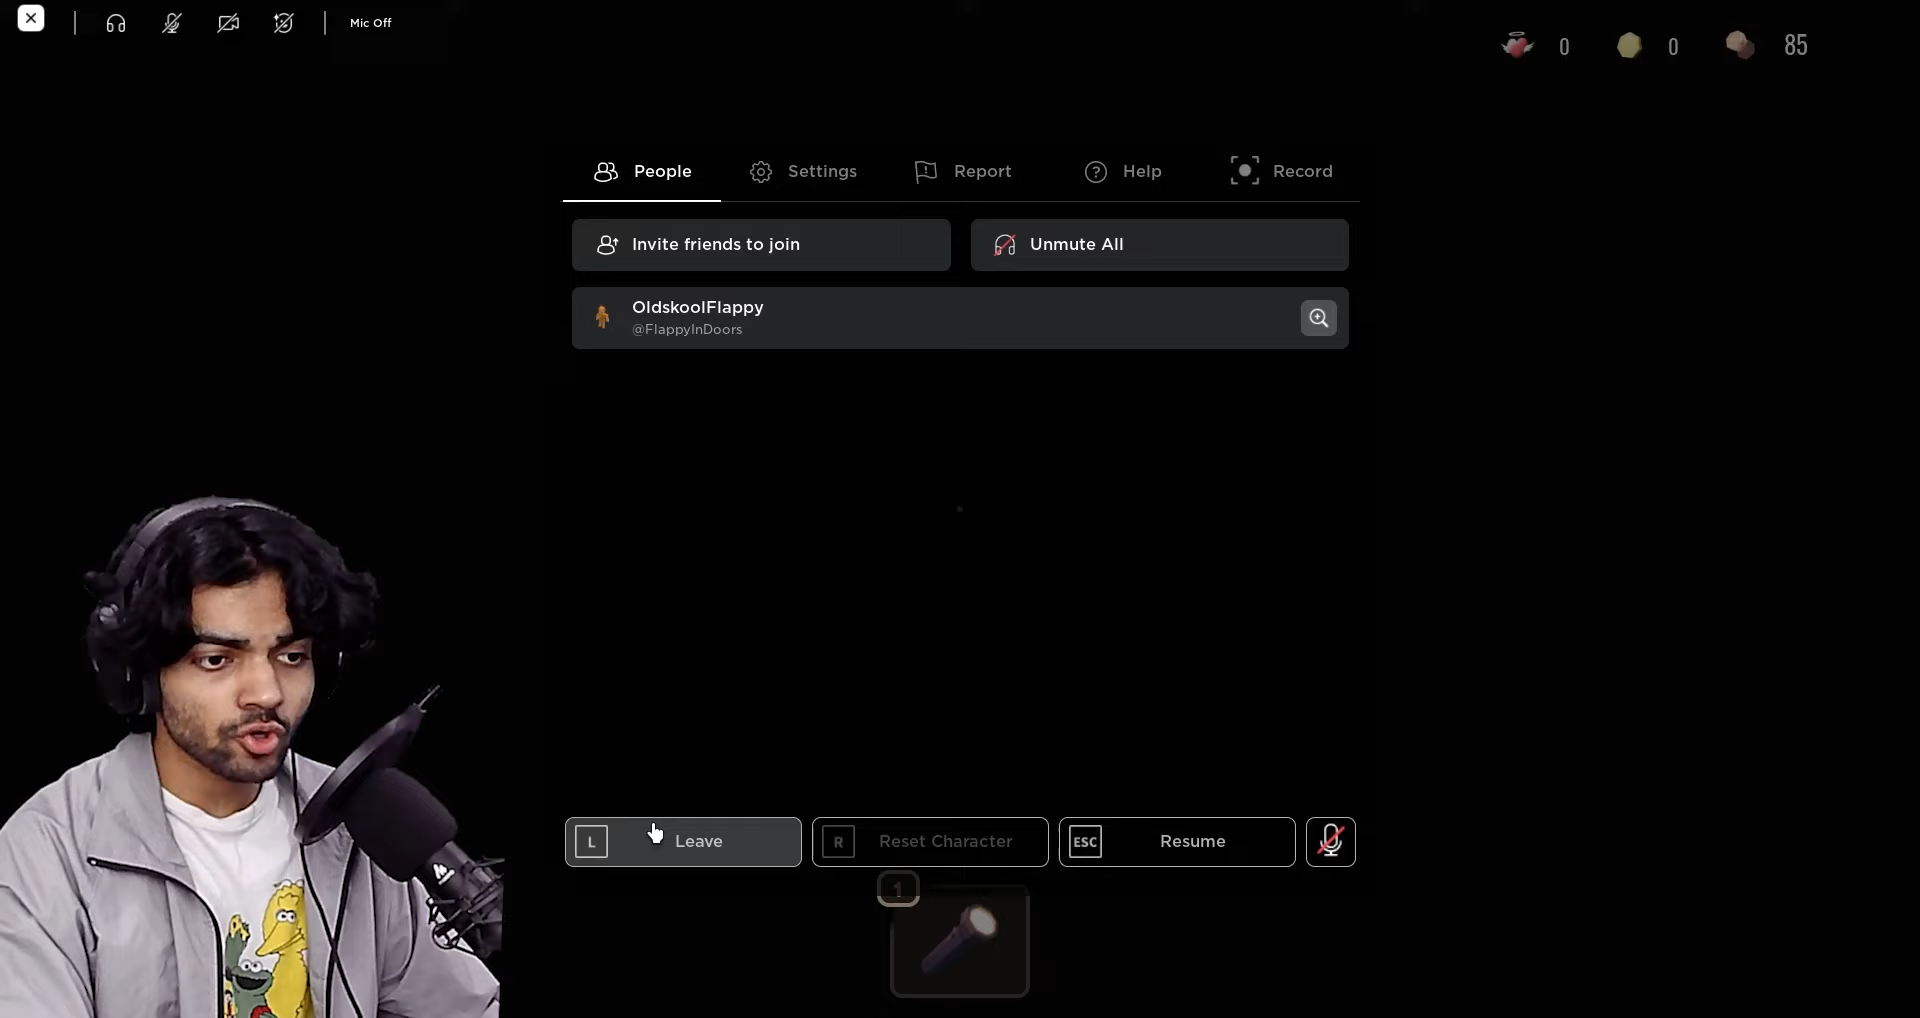 Mic Off
0
0
85
People
Settings
Report
Help
Record
Invite friends to join
Unmute All
OldskoolFlappy
@FlappyInDoors
L
Leave
R
Reset Character
ESC
Resume
1